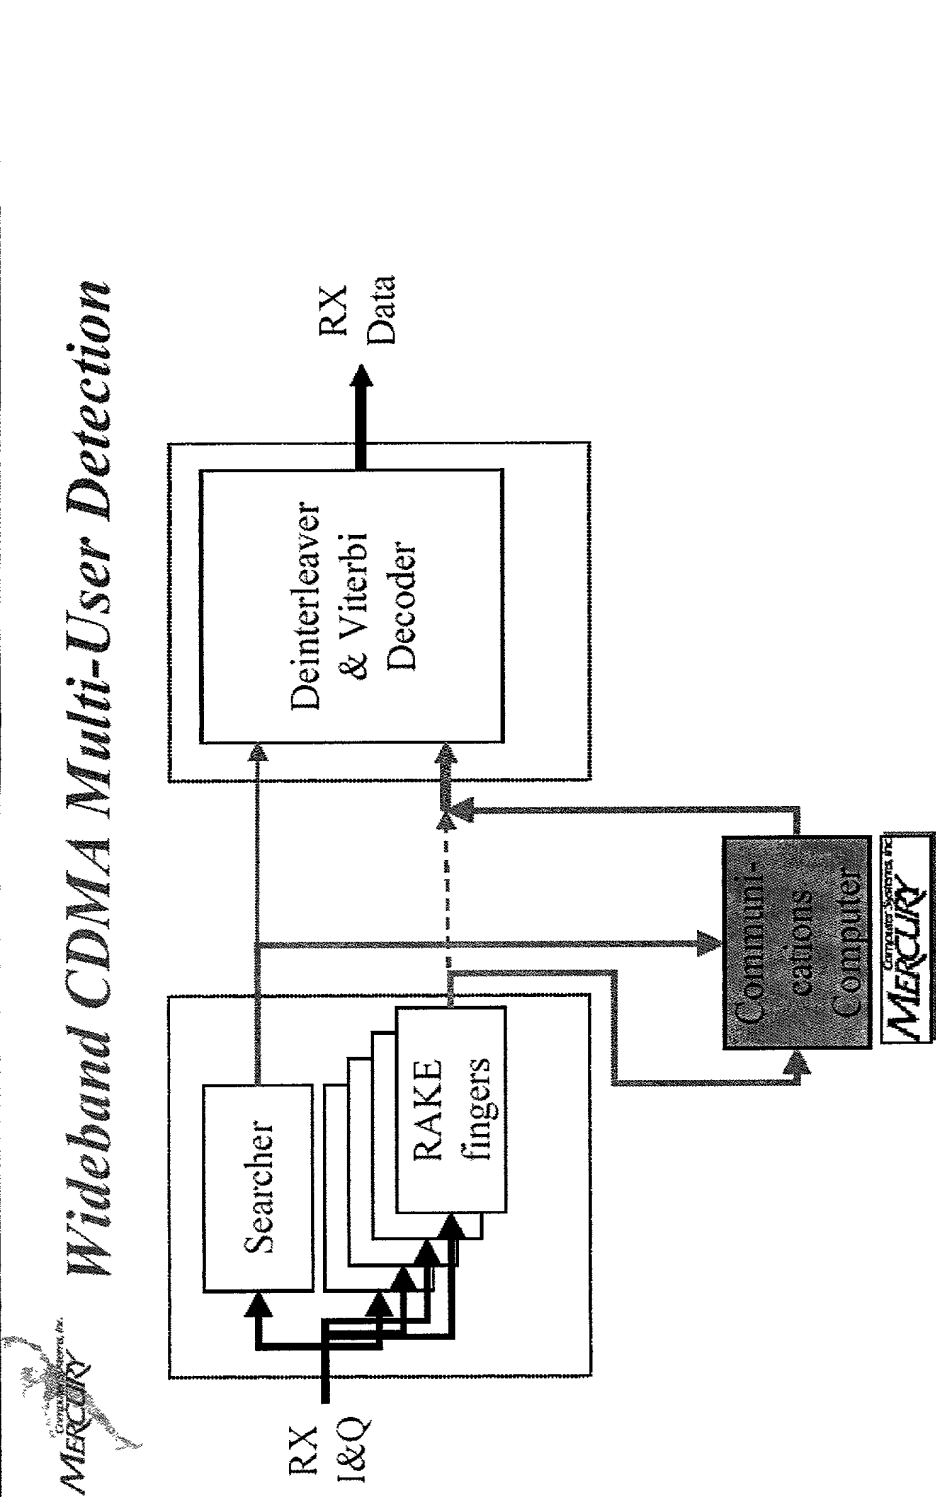 MERCURY
Computer Systems, Inc.
Wideband CDMA Multi-User Detection
RX
I&Q
Searcher
RAKE
fingers
Deinterleaver
& Viterbi
Decoder
RX
Data
Communi-
cations
Computer
Computer Systems, Inc.
MERCURY